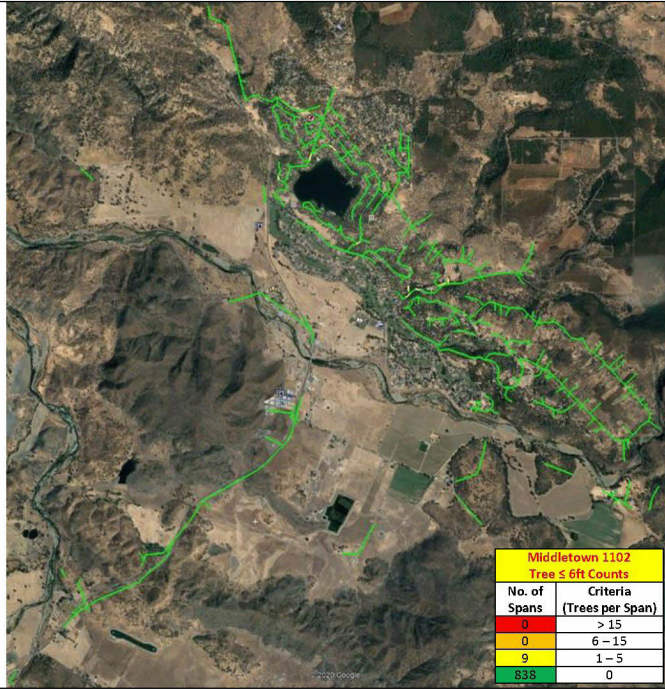 © 2020 Google
Middletown 1102
Tree ≤ 6ft Counts
No. of Spans Criteria (Trees per Span)
0 > 15
0 6 – 15
9 1 – 5
838 0